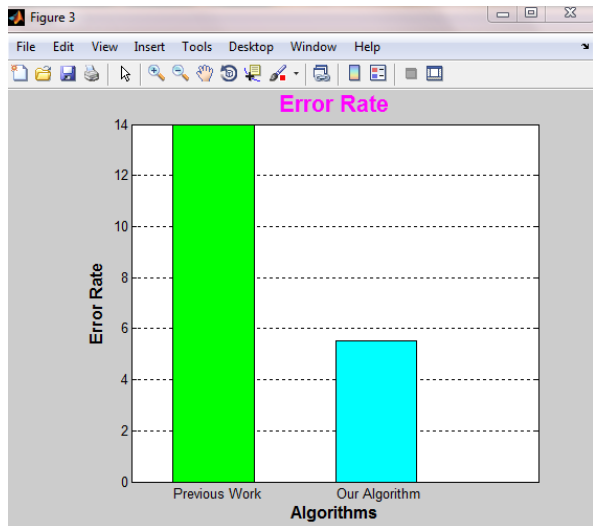 Figure 3
File Edit View Insert Tools Desktop Window Help
Error Rate
14
12
10
8
6
4
2
0
Error Rate
Previous Work Our Algorithm
Algorithms